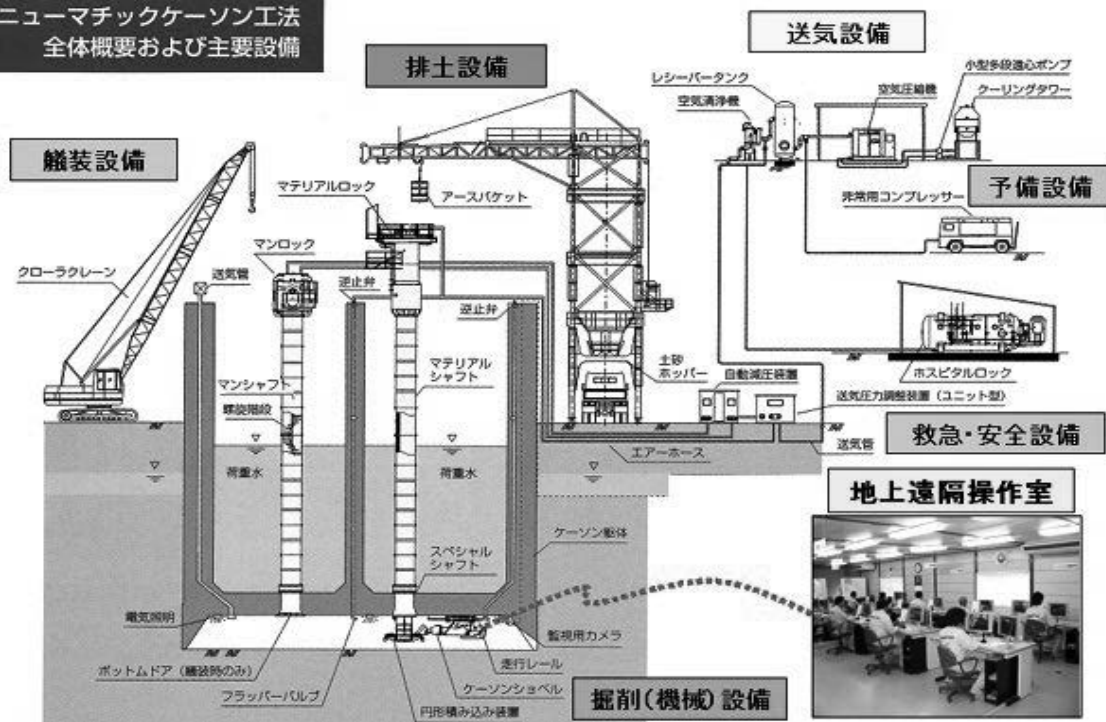 ニューマチックケーソン工法
全体概要および主要設備
排土設備
送気設備
レシーバータンク
空気清浄機
空気圧縮機
小型多段遠心ポンプ
クーリングタワー
艤装設備
予備設備
マテリアルロック
アースバケット
非常用コンプレッサー
マンロック
クローラクレーン
送気管
逆止弁
逆止弁
マテリアル
シャフト
マンシャフト
螺旋階段
土砂
ホッパー
自動減圧装置
ホスピタルロック
送気圧力調整装置(ユニット型)
救急・安全設備
送気管
エアーホース
荷重水
荷重水
地上遠隔操作室
ケーソン躯体
スペシャル
シャフト
電気照明
監視用カメラ
ボットムドア(艤装時のみ)
走行レール
フラッパーバルブ
ケーソンショベル
円形積み込み装置
掘削(機械)設備